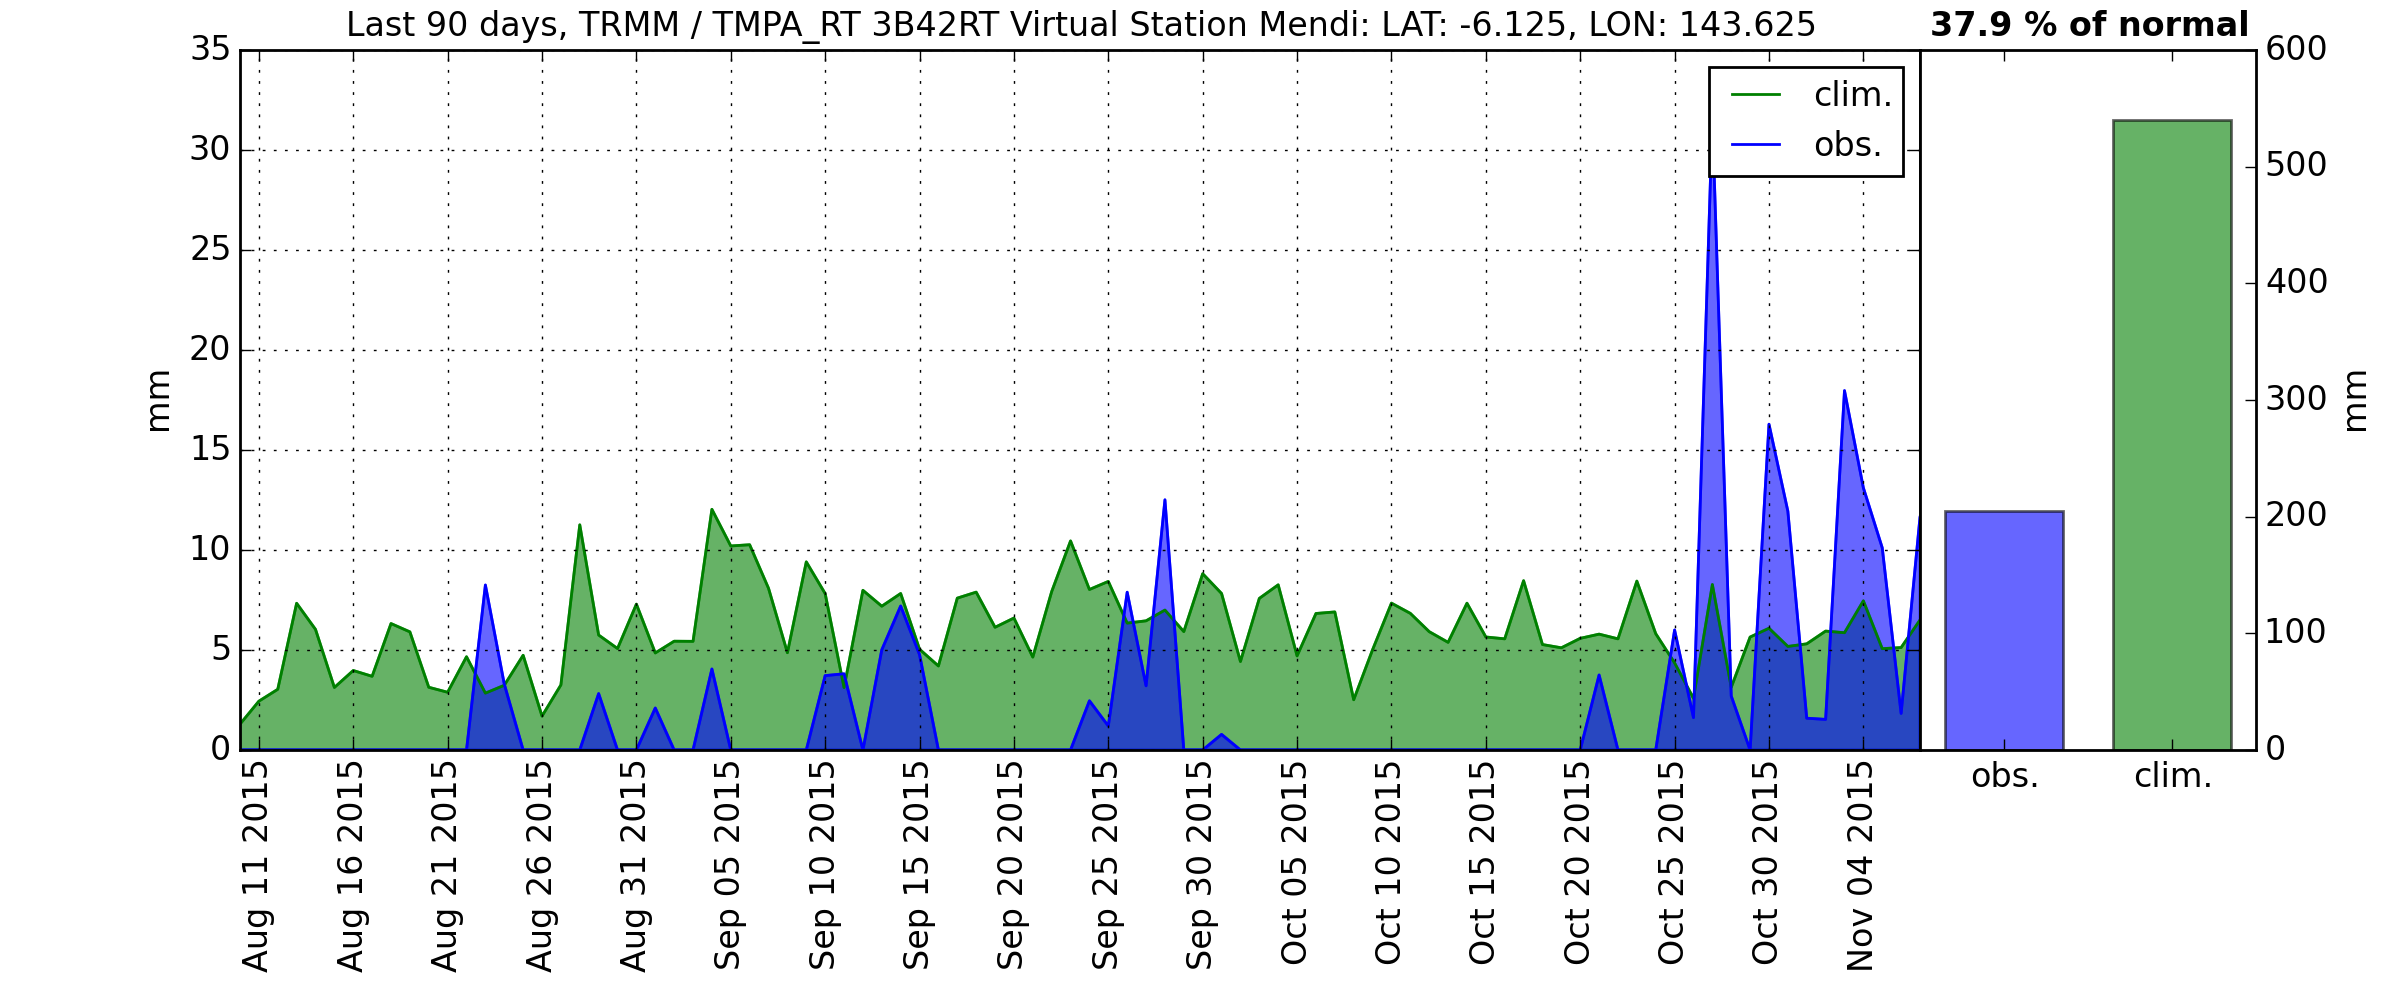 Last 90 days, TRMM / TMPA_RT 3B42RT Virtual Station Mendi: LAT: -6.125, LON: 143.625
37.9 % of normal
35
30
25
20
15
10
5
0
mm
clim.
obs.
600
500
400
300
200
100
0
mm
Aug 11 2015
Aug 16 2015
Aug 21 2015
Aug 26 2015
Aug 31 2015
Sep 05 2015
Sep 10 2015
Sep 15 2015
Sep 20 2015
Sep 25 2015
Sep 30 2015
Oct 05 2015
Oct 10 2015
Oct 15 2015
Oct 20 2015
Oct 25 2015
Oct 30 2015
Nov 04 2015
obs.
clim.